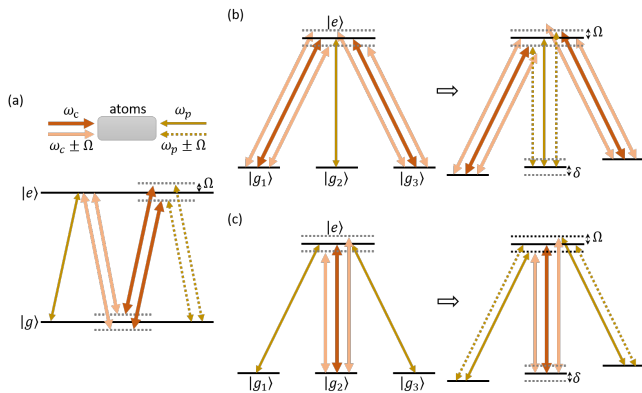 (a)
atoms
ω_c
ω_p
ω_c ± Ω
ω_p ± Ω
Ω
|e⟩
|g⟩
(b)
|e⟩
Ω
|g₁⟩
|g₂⟩
|g₃⟩
⇨
δ
(c)
|e⟩
Ω
|g₁⟩
|g₂⟩
|g₃⟩
⇨
δ